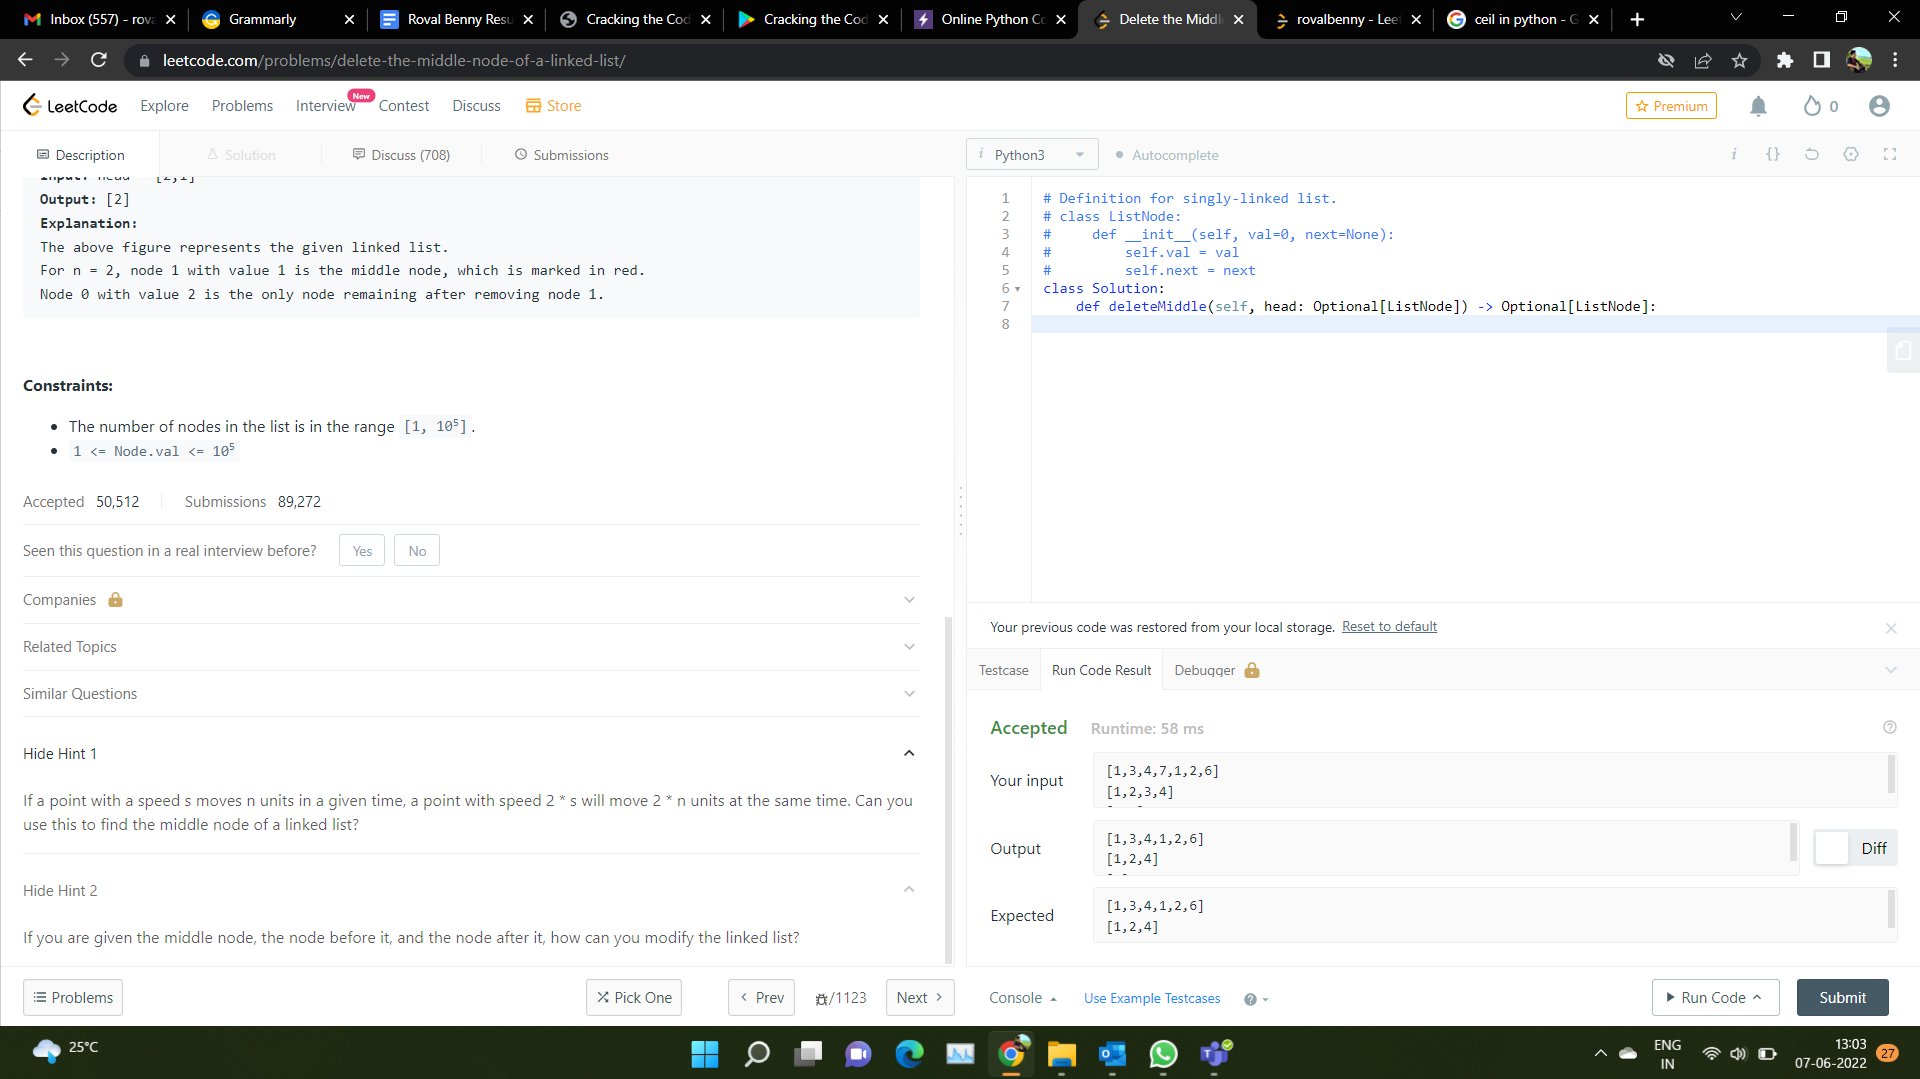 Inbox (557) - rova
Grammarly
Roval Benny Resu
Cracking the Cod
Cracking the Cod
Online Python Co
Delete the Middle
rovalbenny - Leet
ceil in python - G
leetcode.com/problems/delete-the-middle-node-of-a-linked-list/
LeetCode
Explore
Problems
Interview
New
Contest
Discuss
Store
Premium
0
Description
Solution
Discuss (708)
Submissions
Python3
Autocomplete
Input: head = [2,1]
Output: [2]
Explanation:
The above figure represents the given linked list.
For n = 2, node 1 with value 1 is the middle node, which is marked in red.
Node 0 with value 2 is the only node remaining after removing node 1.
Constraints:
The number of nodes in the list is in the range [1, 10⁵].
1 <= Node.val <= 10⁵
Accepted 50,512 Submissions 89,272
Seen this question in a real interview before? Yes No
Companies
Related Topics
Similar Questions
Hide Hint 1
If a point with a speed s moves n units in a given time, a point with speed 2 * s will move 2 * n units at the same time. Can you
use this to find the middle node of a linked list?
Hide Hint 2
If you are given the middle node, the node before it, and the node after it, how can you modify the linked list?
Problems
Pick One
Prev
/1123
Next
1 # Definition for singly-linked list.
2 # class ListNode:
3 #     def __init__(self, val=0, next=None):
4 #         self.val = val
5 #         self.next = next
6 class Solution:
7     def deleteMiddle(self, head: Optional[ListNode]) -> Optional[ListNode]:
8
Your previous code was restored from your local storage. Reset to default
Testcase
Run Code Result
Debugger
Accepted Runtime: 58 ms
Your input
[1,3,4,7,1,2,6]
[1,2,3,4]
Output
[1,3,4,1,2,6]
[1,2,4]
Diff
Expected
[1,3,4,1,2,6]
[1,2,4]
Console
Use Example Testcases
Run Code
Submit
25°C
ENG
IN
13:03
07-06-2022
27